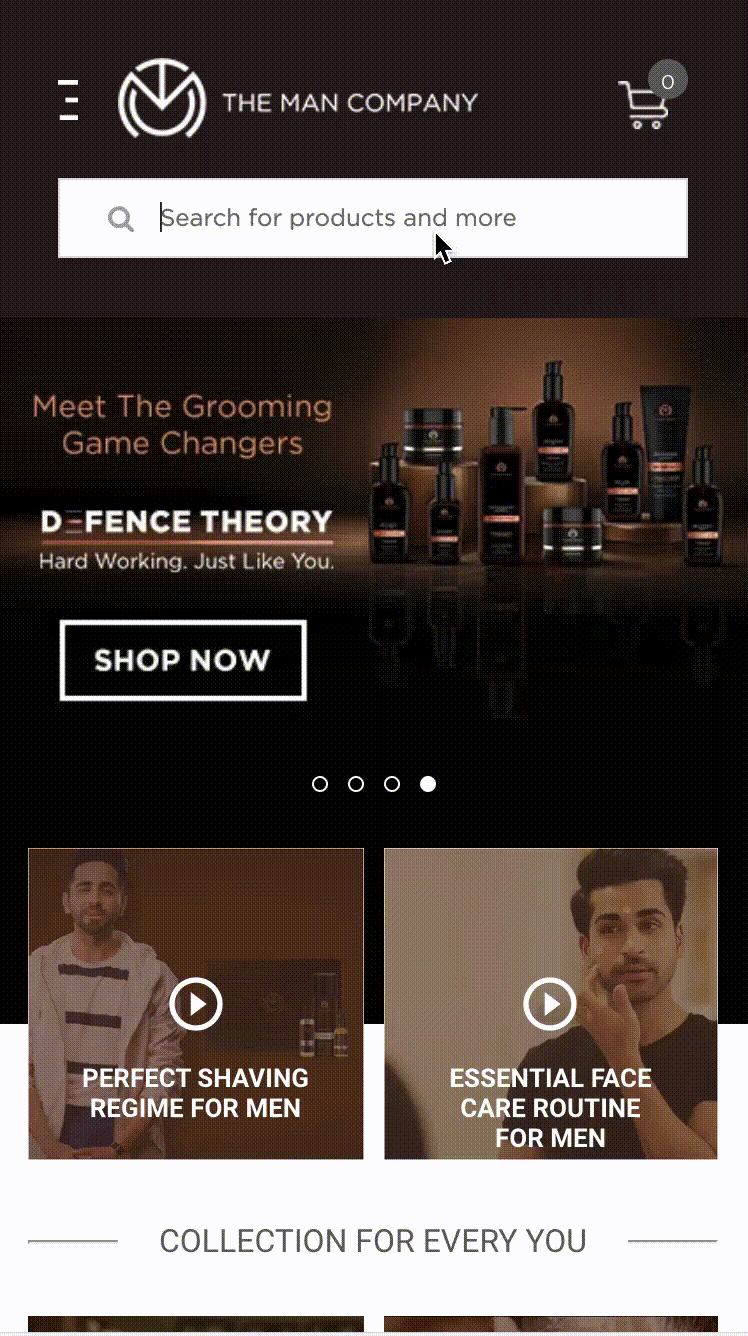 THE MAN COMPANY
0
Search for products and more
Meet The Grooming
Game Changers
DEFENCE THEORY
Hard Working. Just Like You.
SHOP NOW
PERFECT SHAVING
REGIME FOR MEN
ESSENTIAL FACE
CARE ROUTINE
FOR MEN
COLLECTION FOR EVERY YOU